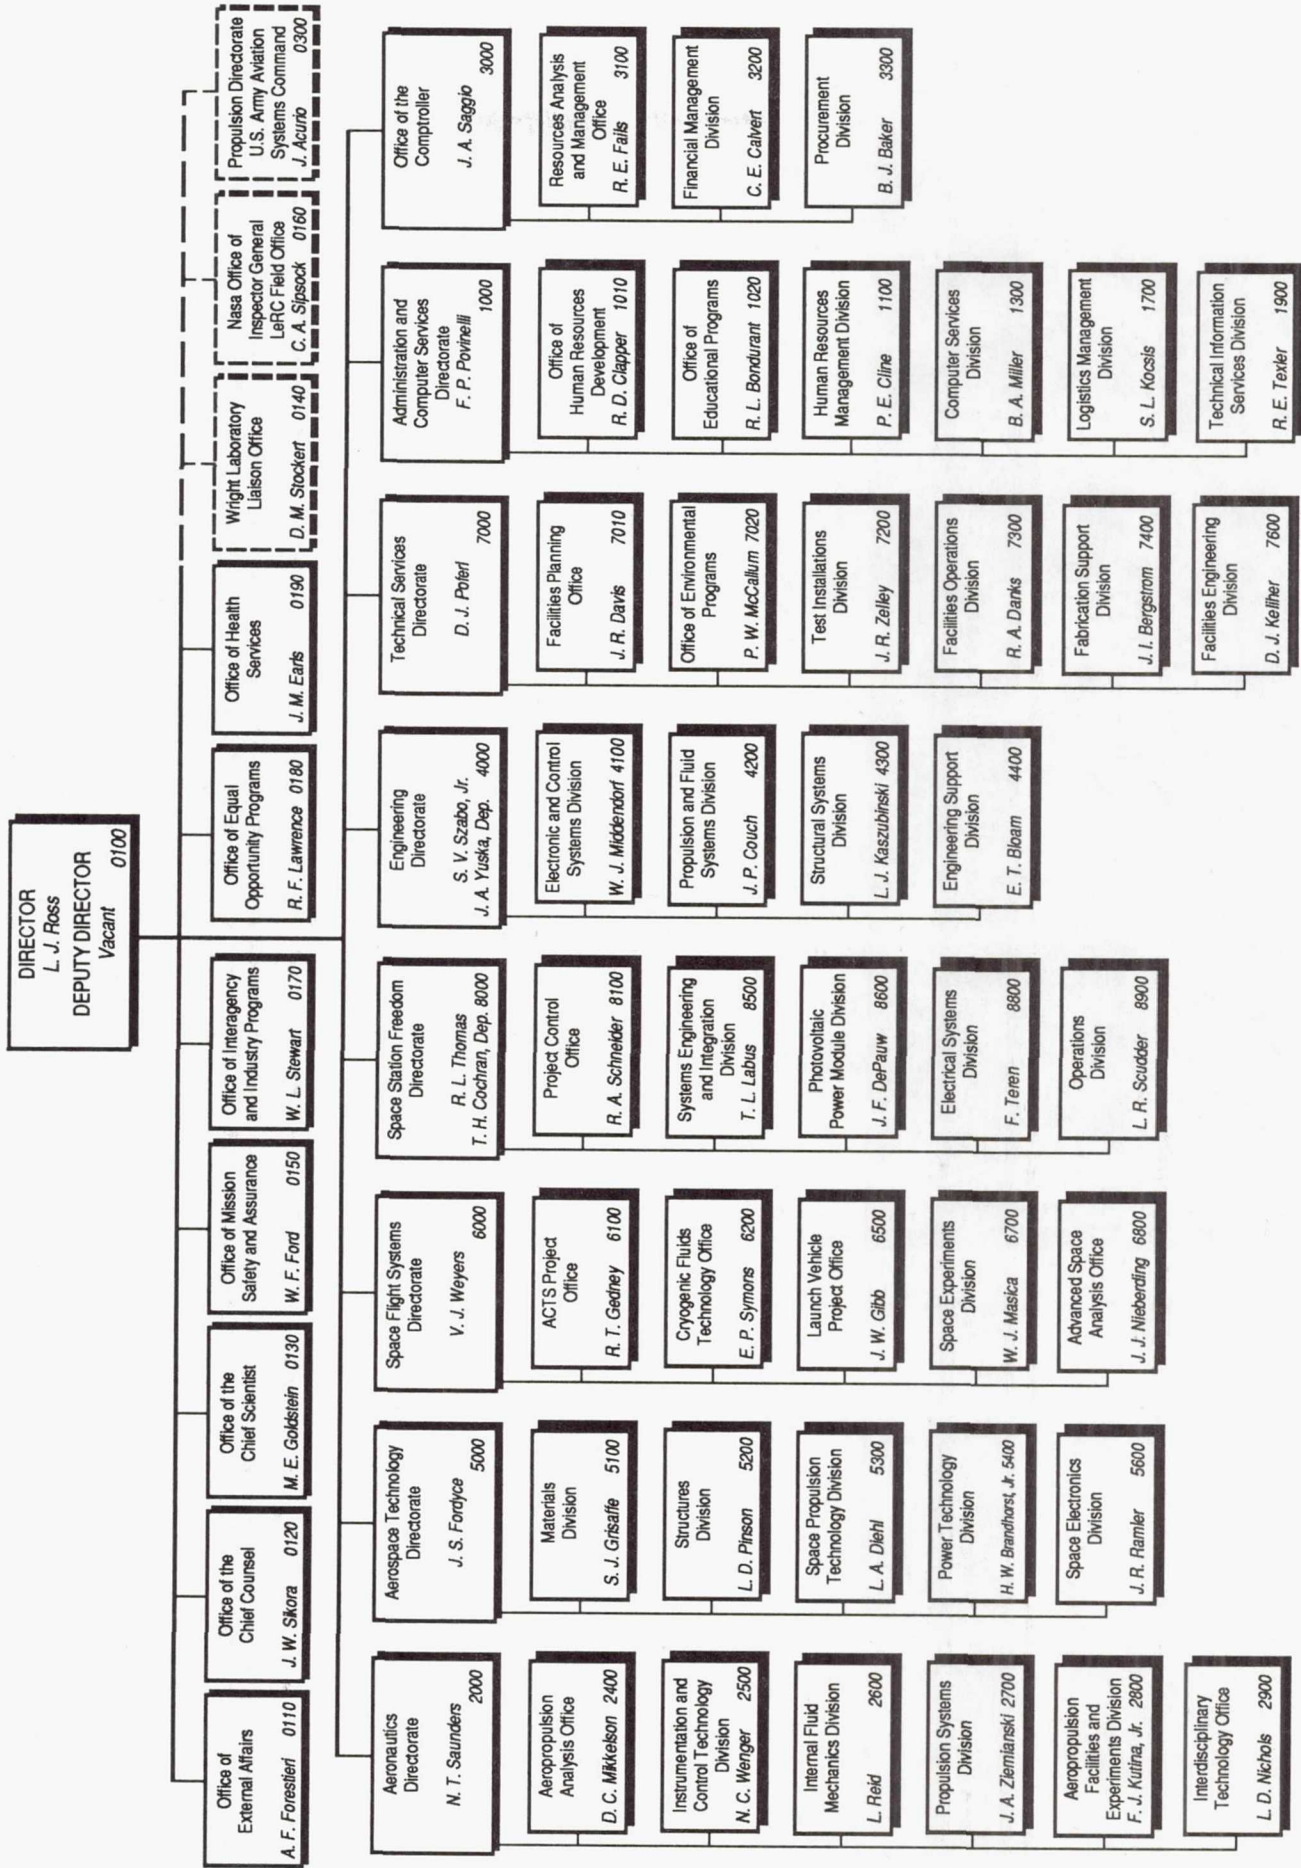 DIRECTOR
L. J. Ross
DEPUTY DIRECTOR
Vacant
0100
Office of
External Affairs
A. F. Forestieri 0110
Office of the
Chief Counsel
J. W. Sikora 0120
Office of the
Chief Scientist
M. E. Goldstein 0130
Office of Mission
Safety and Assurance
W. F. Ford 0150
Office of Interagency
and Industry Programs
W. L. Stewart 0170
Office of Equal
Opportunity Programs
R. F. Lawrence 0180
Office of Health
Services
J. M. Earls 0190
Wright Laboratory
Liaison Office
D. M. Stockert 0140
Nasa Office of
Inspector General
LeRC Field Office
C. A. Sipsock 0160
Propulsion Directorate
U.S. Army Aviation
Systems Command
J. Acurio 0300
Aeronautics
Directorate
N. T. Saunders
2000
Aeropropulsion
Analysis Office
D. C. Mikkelson 2400
Instrumentation and
Control Technology
Division
N. C. Wenger 2500
Internal Fluid
Mechanics Division
L. Reid 2600
Propulsion Systems
Division
J. A. Ziemianski 2700
Aeropropulsion
Facilities and
Experiments Division
F. J. Kutina, Jr. 2800
Interdisciplinary
Technology Office
L. D. Nichols 2900
Aerospace Technology
Directorate
J. S. Fordyce
5000
Materials
Division
S. J. Grisaffe 5100
Structures
Division
L. D. Pinson 5200
Space Propulsion
Technology Division
L. A. Diehl 5300
Power Technology
Division
H. W. Brandhorst, Jr. 5400
Space Electronics
Division
J. R. Ramler 5600
Space Flight Systems
Directorate
V. J. Weyers
6000
ACTS Project
Office
R. T. Gedney 6100
Cryogenic Fluids
Technology Office
E. P. Symons 6200
Launch Vehicle
Project Office
J. W. Gibb 6500
Space Experiments
Division
W. J. Masica 6700
Advanced Space
Analysis Office
J. J. Nieberding 6800
Space Station Freedom
Directorate
R. L. Thomas
T. H. Cochran, Dep. 8000
Project Control
Office
R. A. Schneider 8100
Systems Engineering
and Integration
Division
T. L. Labus 8500
Photovoltaic
Power Module Division
J. F. DePauw 8600
Electrical Systems
Division
F. Teren 8800
Operations
Division
L. R. Scudder 8900
Engineering
Directorate
S. V. Szabo, Jr.
J. A. Yuska, Dep. 4000
Electronic and Control
Systems Division
W. J. Middendorf 4100
Propulsion and Fluid
Systems Division
J. P. Couch 4200
Structural Systems
Division
L. J. Kaszubinski 4300
Engineering Support
Division
E. T. Bloam 4400
Technical Services
Directorate
D. J. Poferl
7000
Facilities Planning
Office
J. R. Davis 7010
Office of Environmental
Programs
P. W. McCallum 7020
Test Installations
Division
J. R. Zelley 7200
Facilities Operations
Division
R. A. Danks 7300
Fabrication Support
Division
J. I. Bergstrom 7400
Facilities Engineering
Division
D. J. Keliher 7600
Administration and
Computer Services
Directorate
F. P. Povinelli
1000
Office of
Human Resources
Development
R. D. Clapper 1010
Office of
Educational Programs
R. L. Bondurant 1020
Human Resources
Management Division
P. E. Cline 1100
Computer Services
Division
B. A. Miller 1300
Logistics Management
Division
S. L. Kocsis 1700
Technical Information
Services Division
R. E. Texler 1900
Office of the
Comptroller
J. A. Saggio
3000
Resources Analysis
and Management
Office
R. E. Fails 3100
Financial Management
Division
C. E. Calvert 3200
Procurement
Division
B. J. Baker 3300